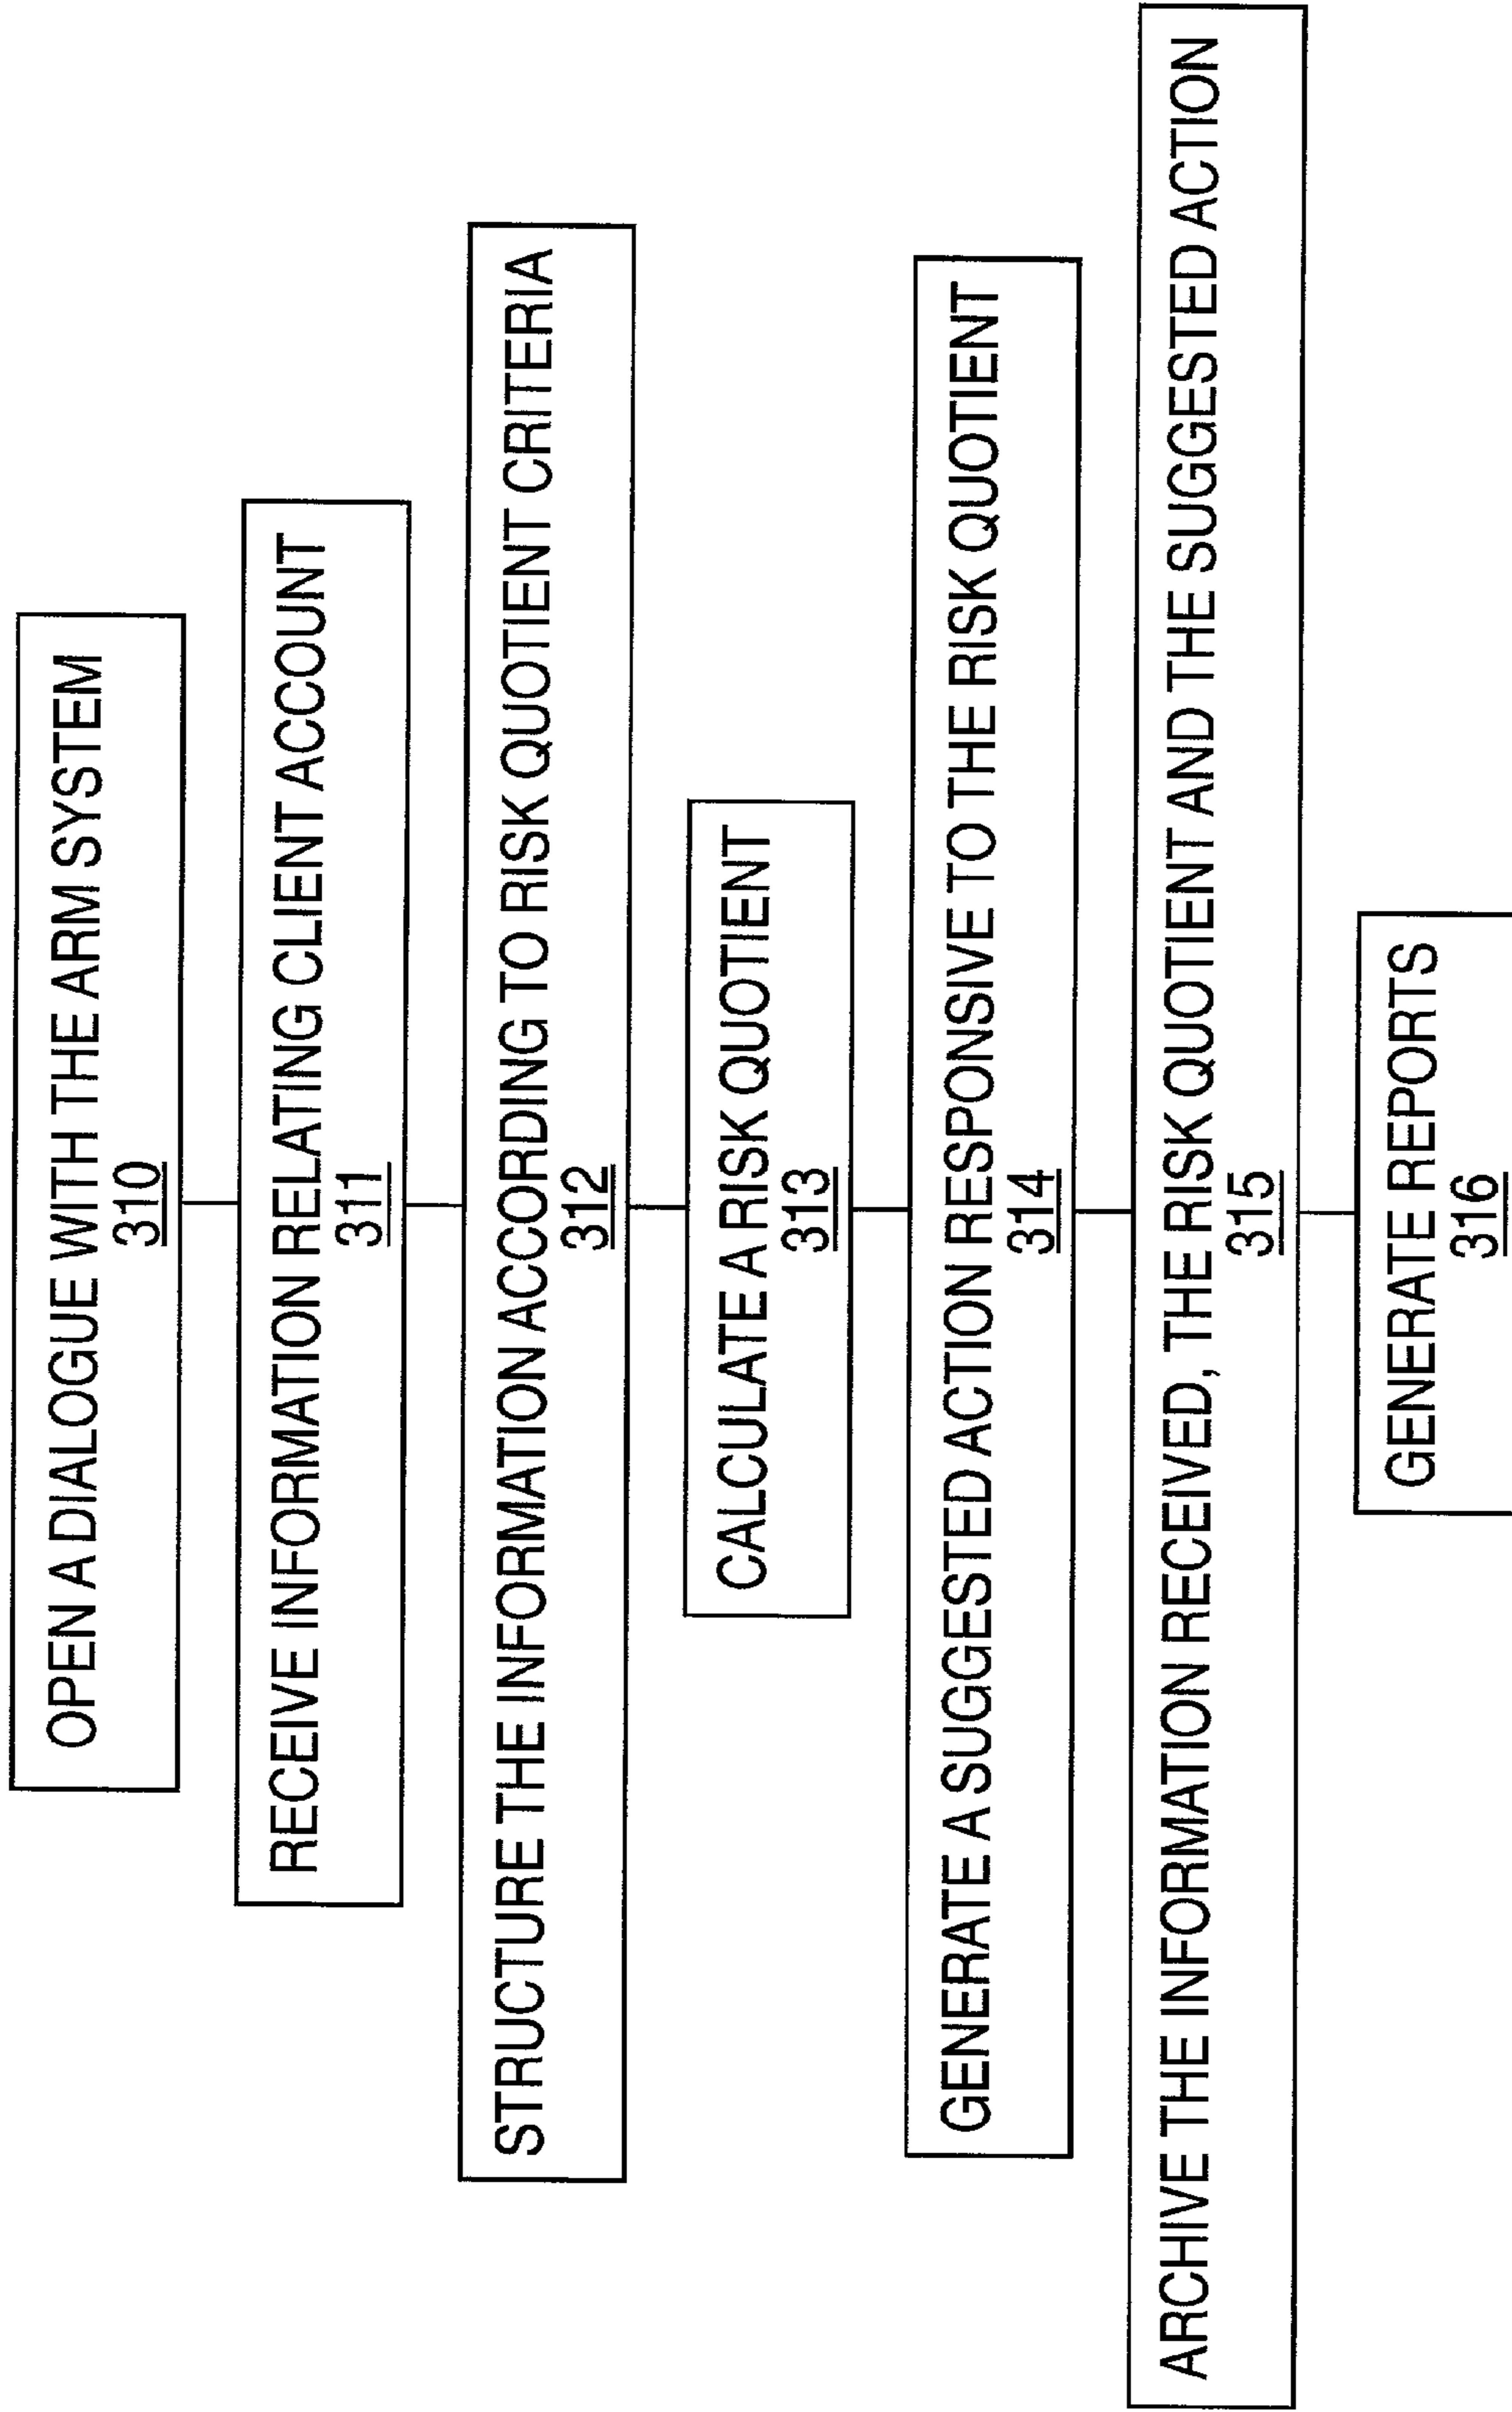 OPEN A DIALOGUE WITH THE ARM SYSTEM
310
RECEIVE INFORMATION RELATING CLIENT ACCOUNT
311
STRUCTURE THE INFORMATION ACCORDING TO RISK QUOTIENT CRITERIA
312
CALCULATE A RISK QUOTIENT
313
GENERATE A SUGGESTED ACTION RESPONSIVE TO THE RISK QUOTIENT
314
ARCHIVE THE INFORMATION RECEIVED, THE RISK QUOTIENT AND THE SUGGESTED ACTION
315
GENERATE REPORTS
316